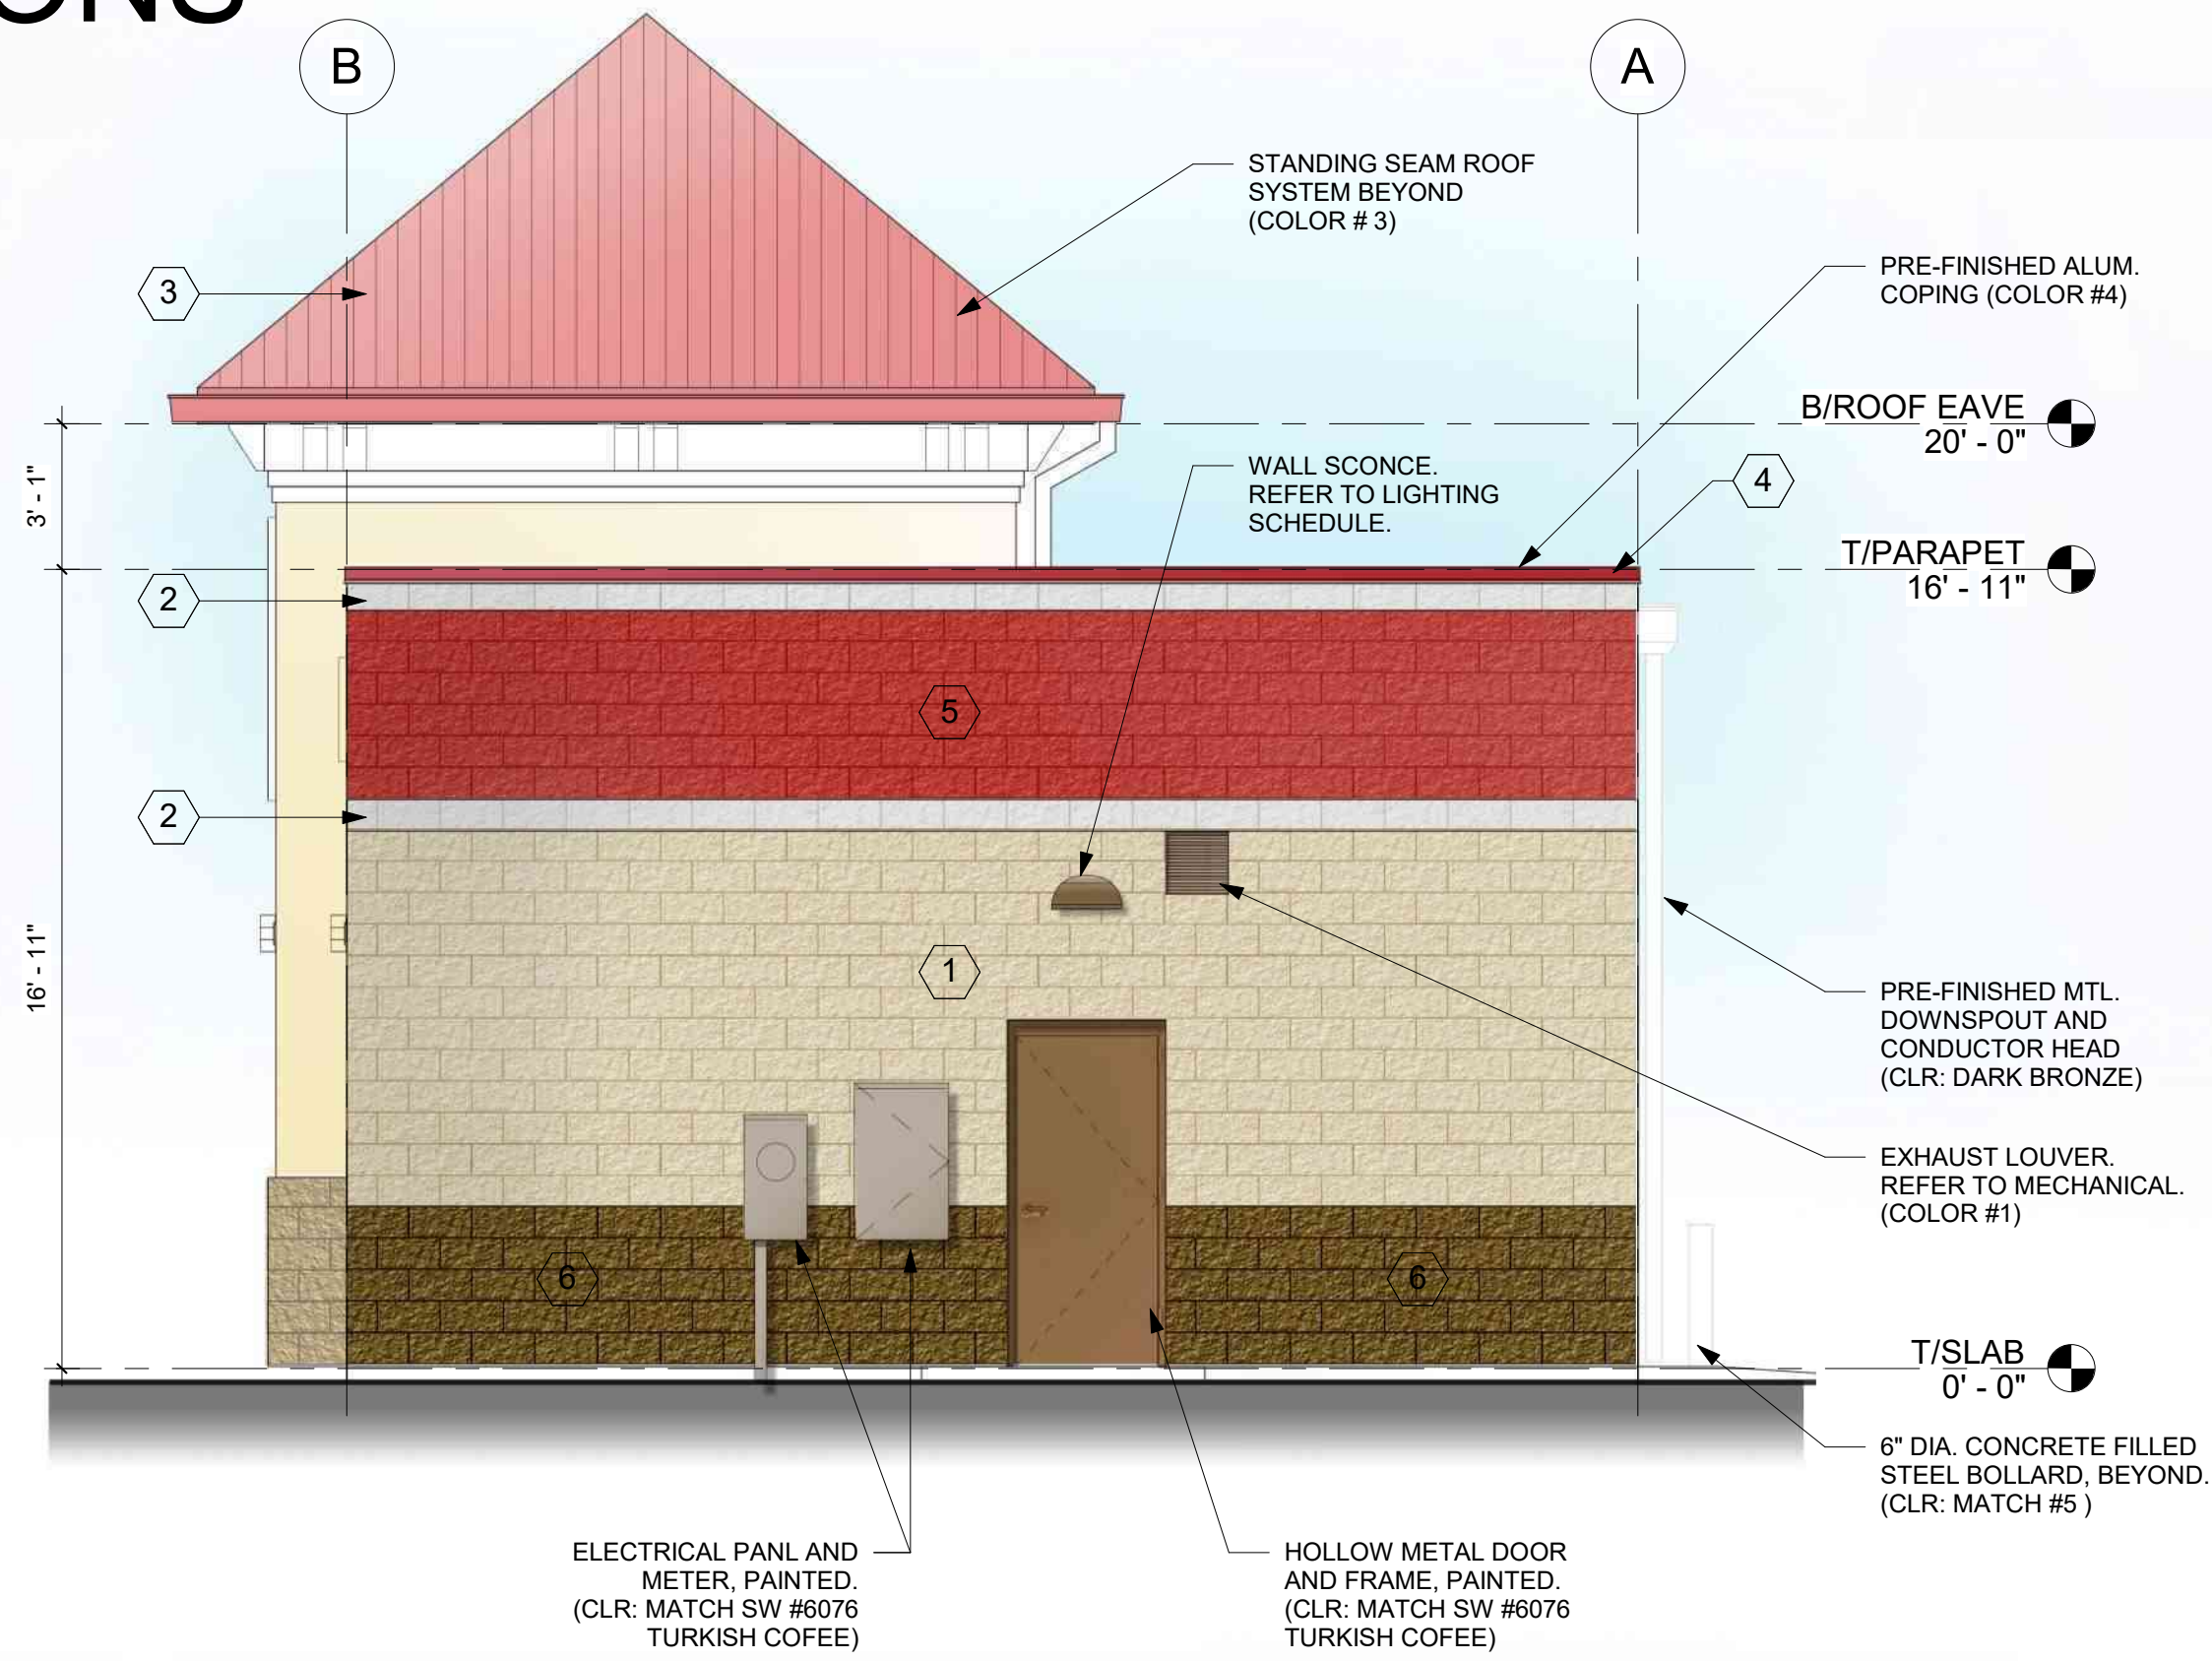 ONS
B
A
STANDING SEAM ROOF
SYSTEM BEYOND
(COLOR # 3)
3
PRE-FINISHED ALUM.
COPING (COLOR #4)
B/ROOF EAVE
20' - 0"
3' - 1"
WALL SCONCE.
REFER TO LIGHTING
SCHEDULE.
4
T/PARAPET
16' - 11"
2
5
2
16' - 11"
1
PRE-FINISHED MTL.
DOWNSPOUT AND
CONDUCTOR HEAD
(CLR: DARK BRONZE)
EXHAUST LOUVER.
REFER TO MECHANICAL.
(COLOR #1)
6
6
T/SLAB
0' - 0"
6" DIA. CONCRETE FILLED
STEEL BOLLARD, BEYOND.
(CLR: MATCH #5 )
ELECTRICAL PANL AND
METER, PAINTED.
(CLR: MATCH SW #6076
TURKISH COFEE)
HOLLOW METAL DOOR
AND FRAME, PAINTED.
(CLR: MATCH SW #6076
TURKISH COFEE)